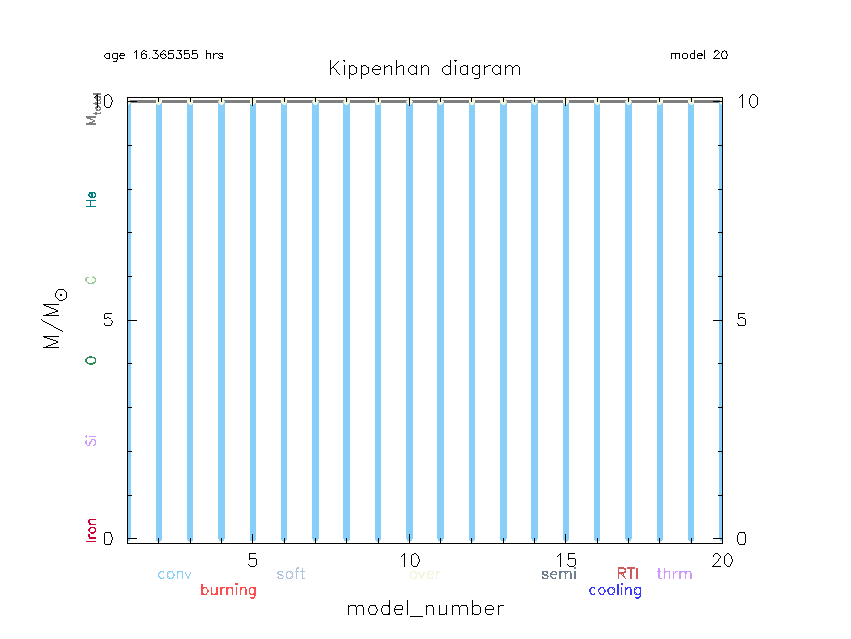 age 16.365355 hrs
model 20
Kippenhan diagram
M_total
10
10
He
C
M/M☉
5
5
O
Si
Iron
0
0
5
10
15
20
conv
soft
over
semi
RTI
thrm
burning
cooling
model_number